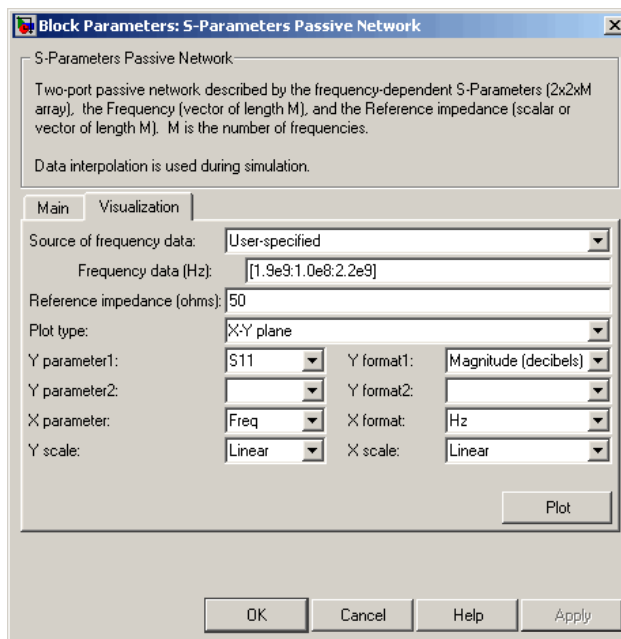 Block Parameters: S-Parameters Passive Network
S-Parameters Passive Network
Two-port passive network described by the frequency-dependent S-Parameters (2x2xM
array), the Frequency (vector of length M), and the Reference impedance (scalar or
vector of length M). M is the number of frequencies.
Data interpolation is used during simulation.
Main Visualization
Source of frequency data: User-specified
Frequency data (Hz): [1.9e9:1.0e8:2.2e9]
Reference impedance (ohms): 50
Plot type: X-Y plane
Y parameter1: S11 Y format1: Magnitude (decibels)
Y parameter2: Y format2:
X parameter: Freq X format: Hz
Y scale: Linear X scale: Linear
Plot
OK Cancel Help Apply